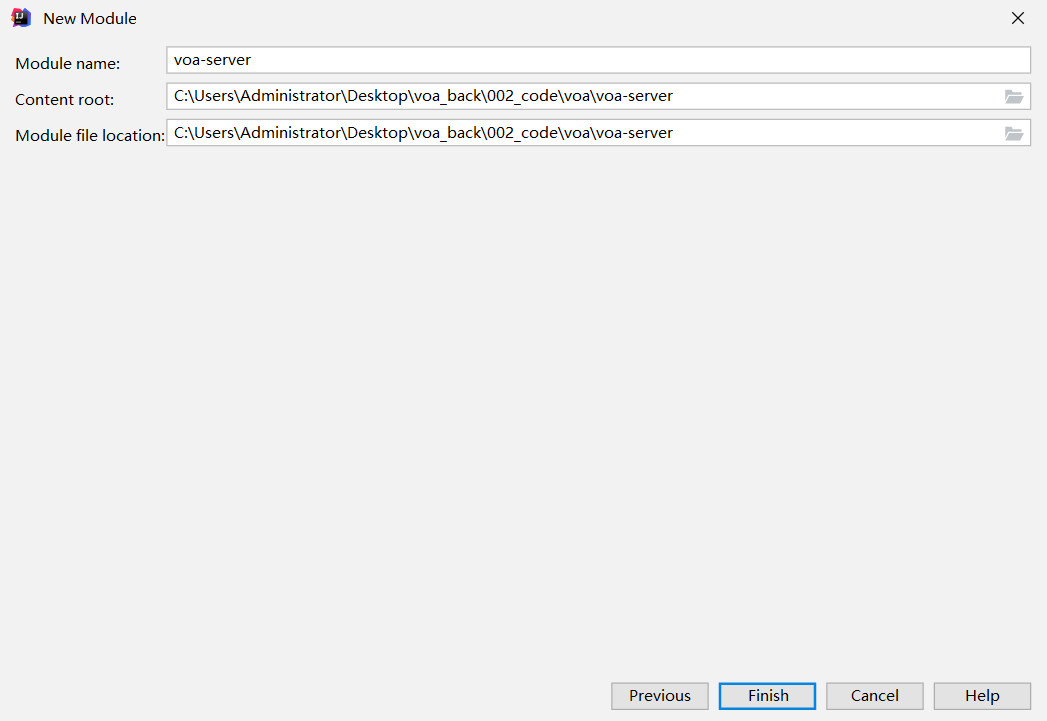 New Module
Module name: voa-server
Content root: C:\Users\Administrator\Desktop\voa_back\002_code\voa\voa-server
Module file location: C:\Users\Administrator\Desktop\voa_back\002_code\voa\voa-server
Previous Finish Cancel Help